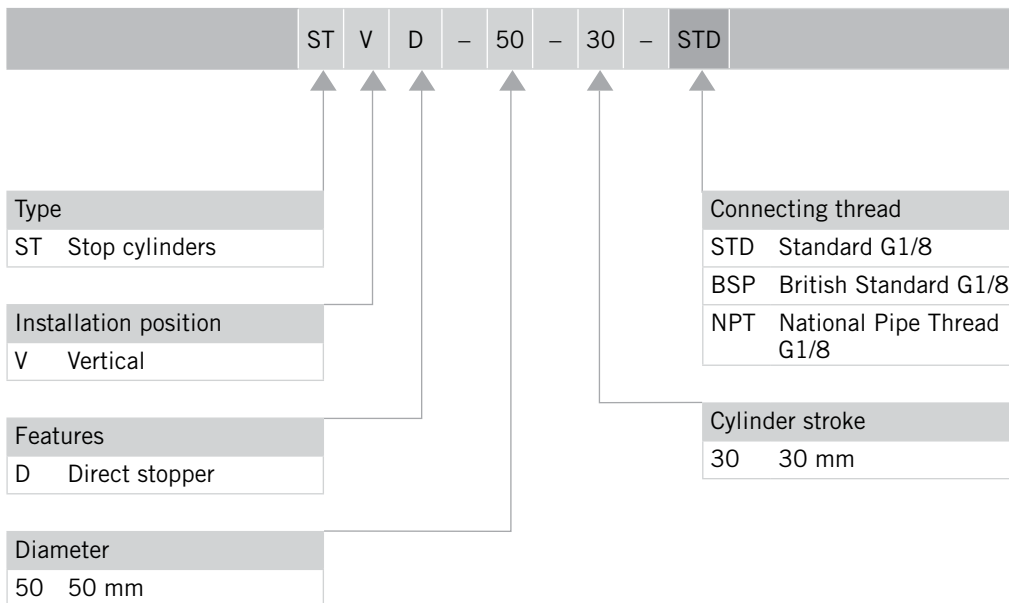 ST V D – 50 – 30 – STD
Type
ST Stop cylinders
Installation position
V Vertical
Features
D Direct stopper
Diameter
50 50 mm
Connecting thread
STD Standard G1/8
BSP British Standard G1/8
NPT National Pipe Thread
G1/8
Cylinder stroke
30 30 mm